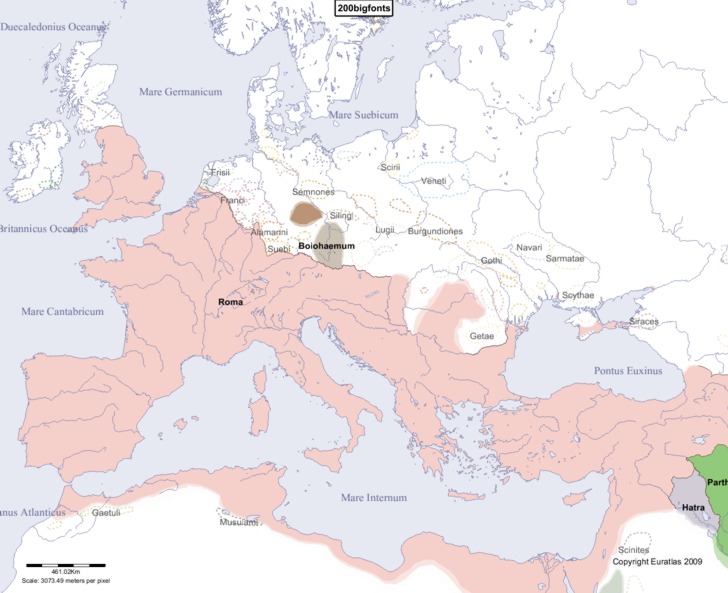 200bigfonts
Duecaledonius Oceanus
Mare Germanicum
Mare Suebicum
Scirii
Frisii
Veneti
Semnones
Franci
Silingi
Alamanni
Lugii
Burgundiones
Britannicus Oceanus
Suebi
Boiohaemum
Navari
Gothi
Sarmatae
Scythae
Roma
Mare Cantabricum
Siraces
Getae
Pontus Euxinus
Parth
Mare Internum
Hatra
anus Atlanticus
Gaetuli
Musulamii
Scinites
Copyright Euratlas 2009
461.02Km
Scale: 3073.49 meters per pixel